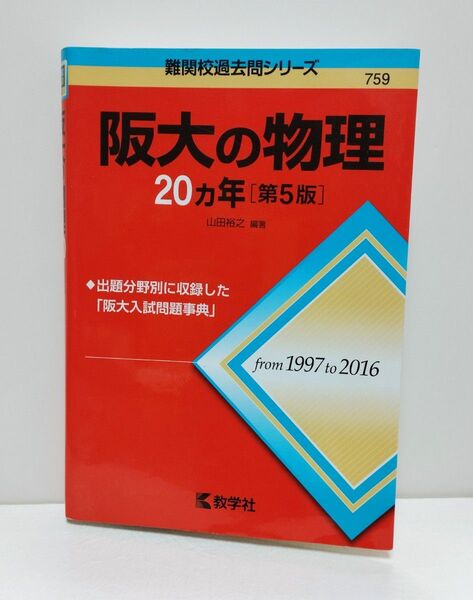 難関校過去問シリーズ
759
阪大の物理
20カ年［第5版］
山田裕之 編著
◆出題分野別に収録した
「阪大入試問題事典」
from 1997 to 2016
教学社